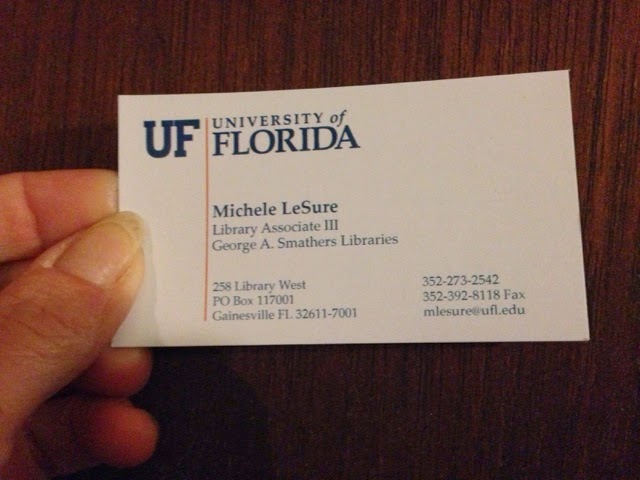 UF UNIVERSITY of
FLORIDA
Michele LeSure
Library Associate III
George A. Smathers Libraries
258 Library West
PO Box 117001
Gainesville FL 32611-7001
352-273-2542
352-392-8118 Fax
mlesure@ufl.edu